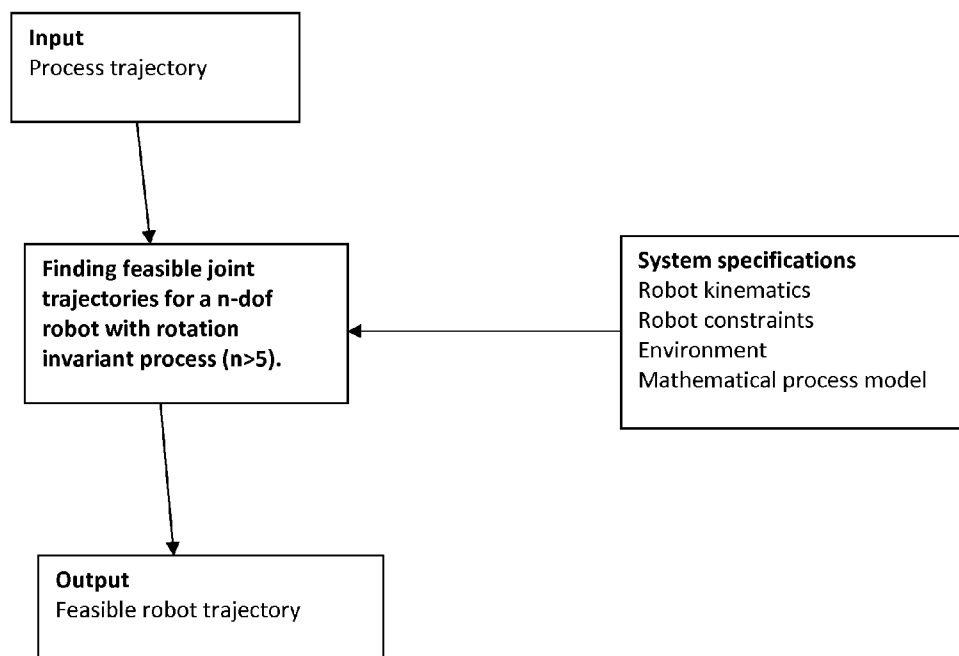 Input
Process trajectory
Finding feasible joint
trajectories for a n-dof
robot with rotation
invariant process (n>5).
System specifications
Robot kinematics
Robot constraints
Environment
Mathematical process model
Output
Feasible robot trajectory